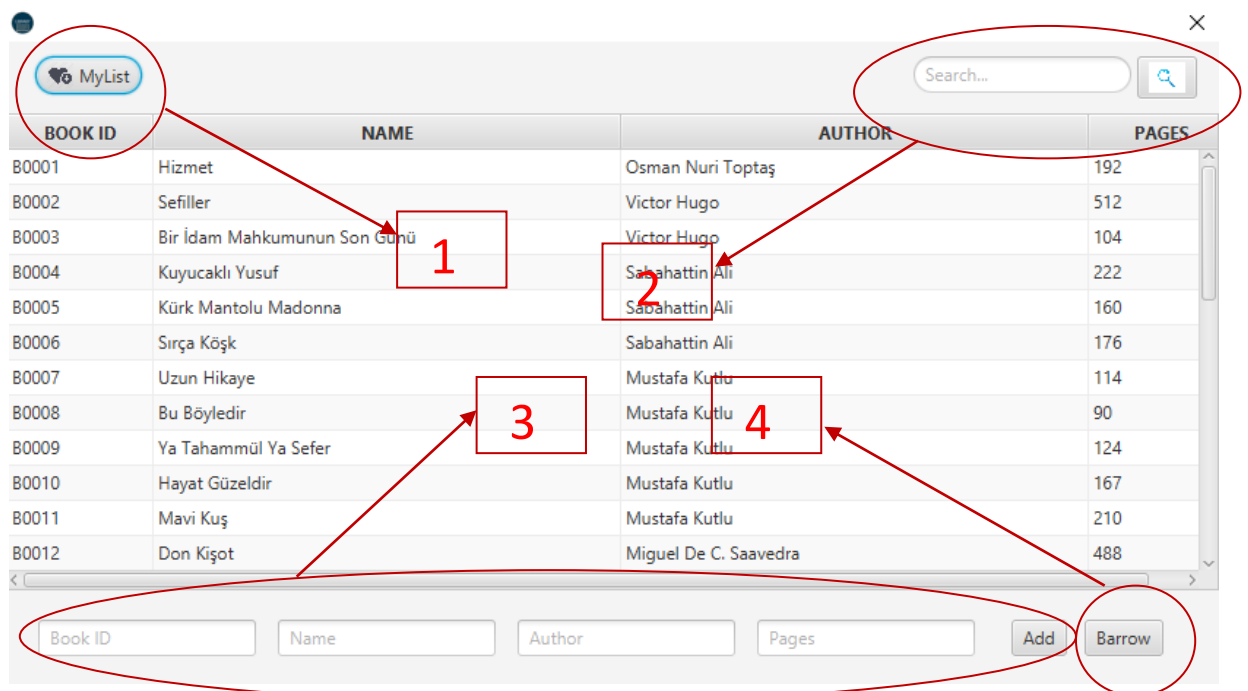 MyList
Search...
BOOK ID NAME AUTHOR PAGES
B0001 Hizmet Osman Nuri Toptaş 192
B0002 Sefiller Victor Hugo 512
B0003 Bir İdam Mahkumunun Son Günü Victor Hugo 104
1
B0004 Kuyucaklı Yusuf Sabahattin Ali 222
2
B0005 Kürk Mantolu Madonna Sabahattin Ali 160
B0006 Sırça Köşk Sabahattin Ali 176
B0007 Uzun Hikaye Mustafa Kutlu 114
B0008 Bu Böyledir Mustafa Kutlu 90
3 4
B0009 Ya Tahammül Ya Sefer Mustafa Kutlu 124
B0010 Hayat Güzeldir Mustafa Kutlu 167
B0011 Mavi Kuş Mustafa Kutlu 210
B0012 Don Kişot Miguel De C. Saavedra 488
Book ID Name Author Pages Add Barrow